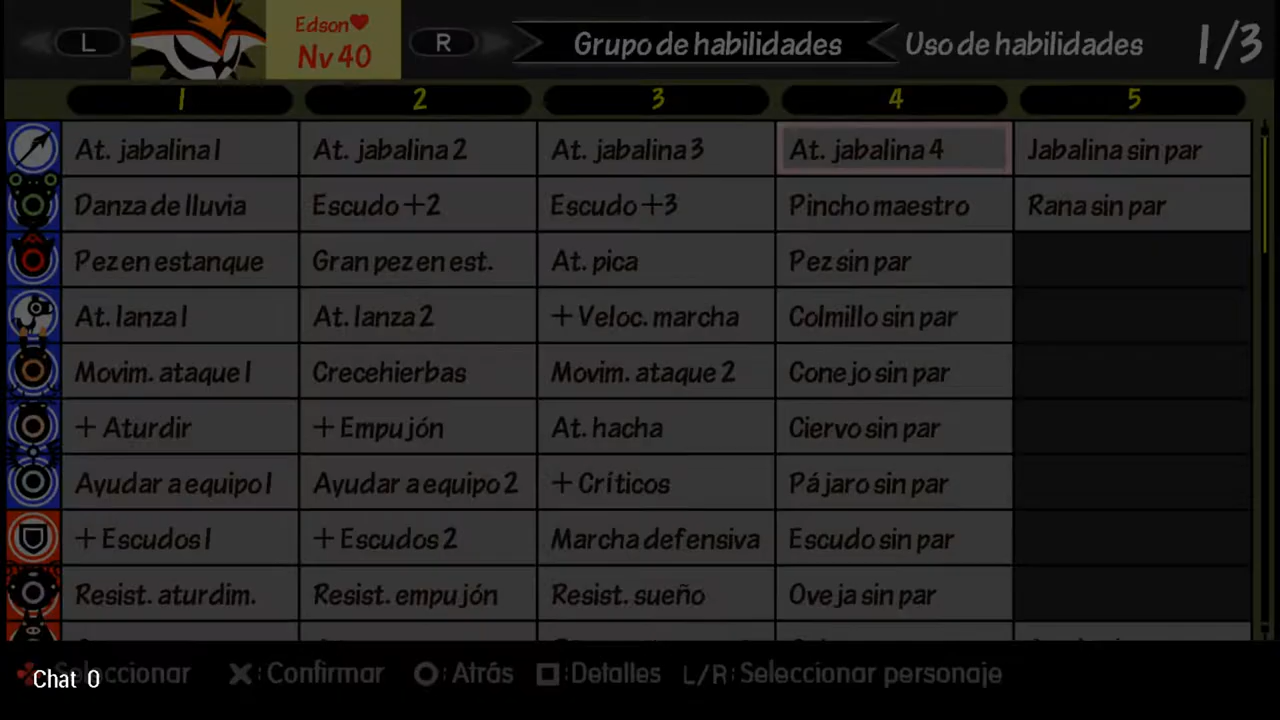 L Edson Nv 40 R Grupo de habilidades Uso de habilidades 1/3
1 2 3 4 5
At. jabalina 1 At. jabalina 2 At. jabalina 3 At. jabalina 4 Jabalina sin par
Danza de lluvia Escudo +2 Escudo +3 Pincho maestro Rana sin par
Pez en estanque Gran pez en est. At. pica Pez sin par
At. lanza 1 At. lanza 2 + Veloc. marcha Colmillo sin par
Movim. ataque 1 Crecehierbas Movim. ataque 2 Conejo sin par
+ Aturdir + Empujón At. hacha Ciervo sin par
Ayudar a equipo 1 Ayudar a equipo 2 + Críticos Pájaro sin par
+ Escudos 1 + Escudos 2 Marcha defensiva Escudo sin par
Resist. aturdim. Resist. empujón Resist. sueño Oveja sin par
Seleccionar : Confirmar : Atrás : Detalles L/R: Seleccionar personaje
Chat 0